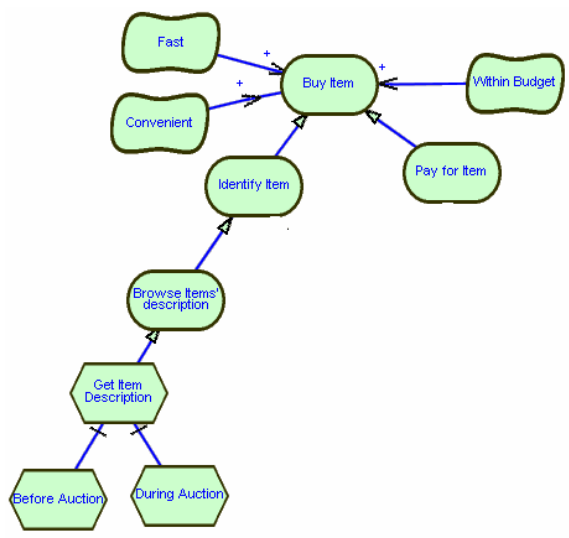 Fast
+
Buy Item
+
Within Budget
+
Convenient
Identify Item
Pay for Item
Browse Items'
description
Get Item
Description
Before Auction
During Auction